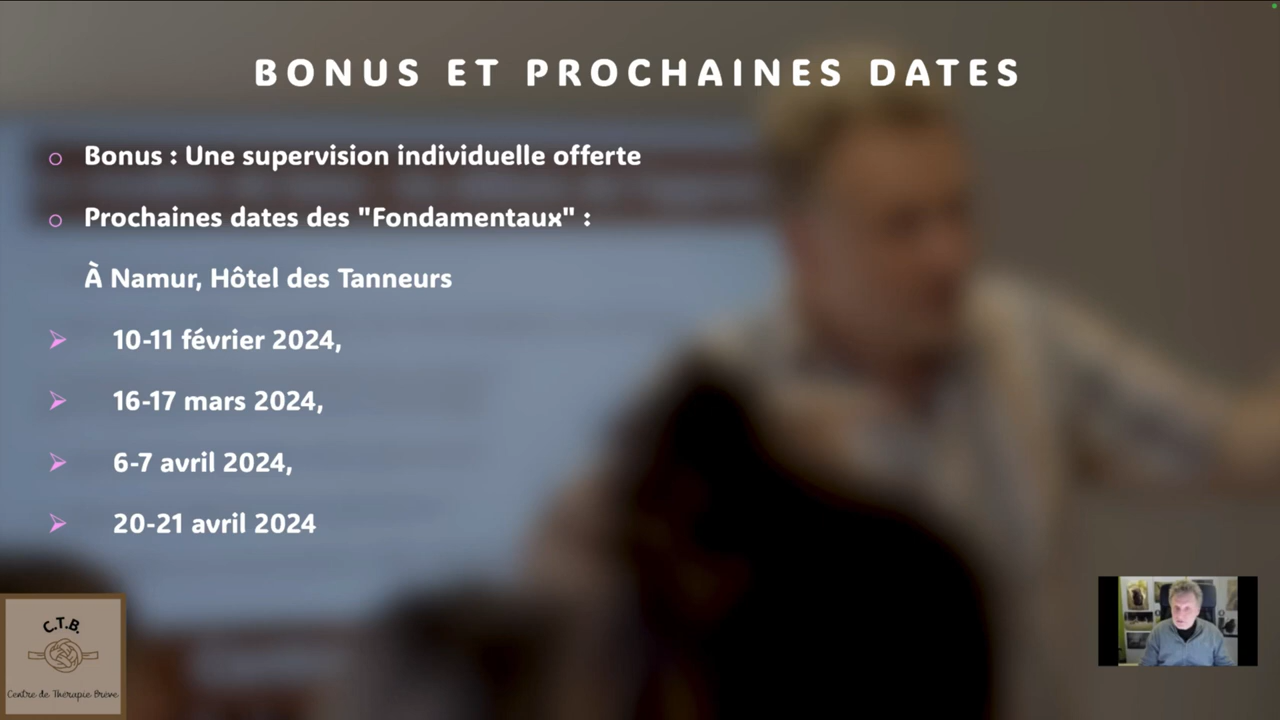 BONUS ET PROCHAINES DATES
Bonus : Une supervision individuelle offerte
Prochaines dates des "Fondamentaux" :
À Namur, Hôtel des Tanneurs
10-11 février 2024,
16-17 mars 2024,
6-7 avril 2024,
20-21 avril 2024
C.T.B.
Centre de Thérapie Brève